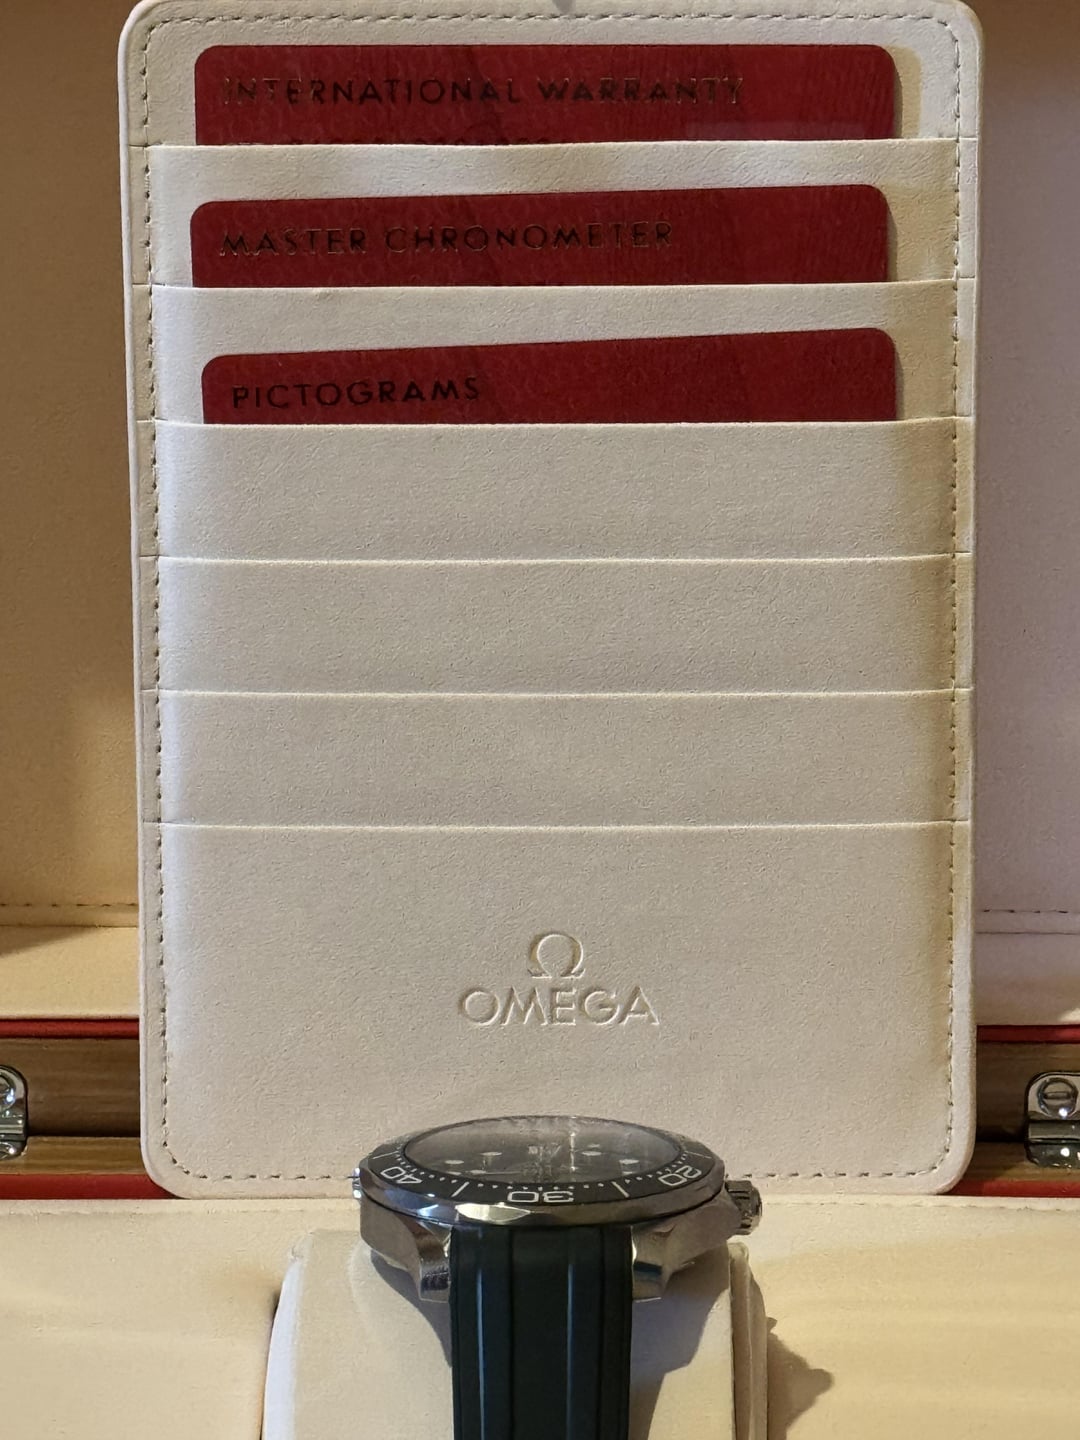 INTERNATIONAL WARRANTY
MASTER CHRONOMETER
PICTOGRAMS
Ω
OMEGA
40
30
20